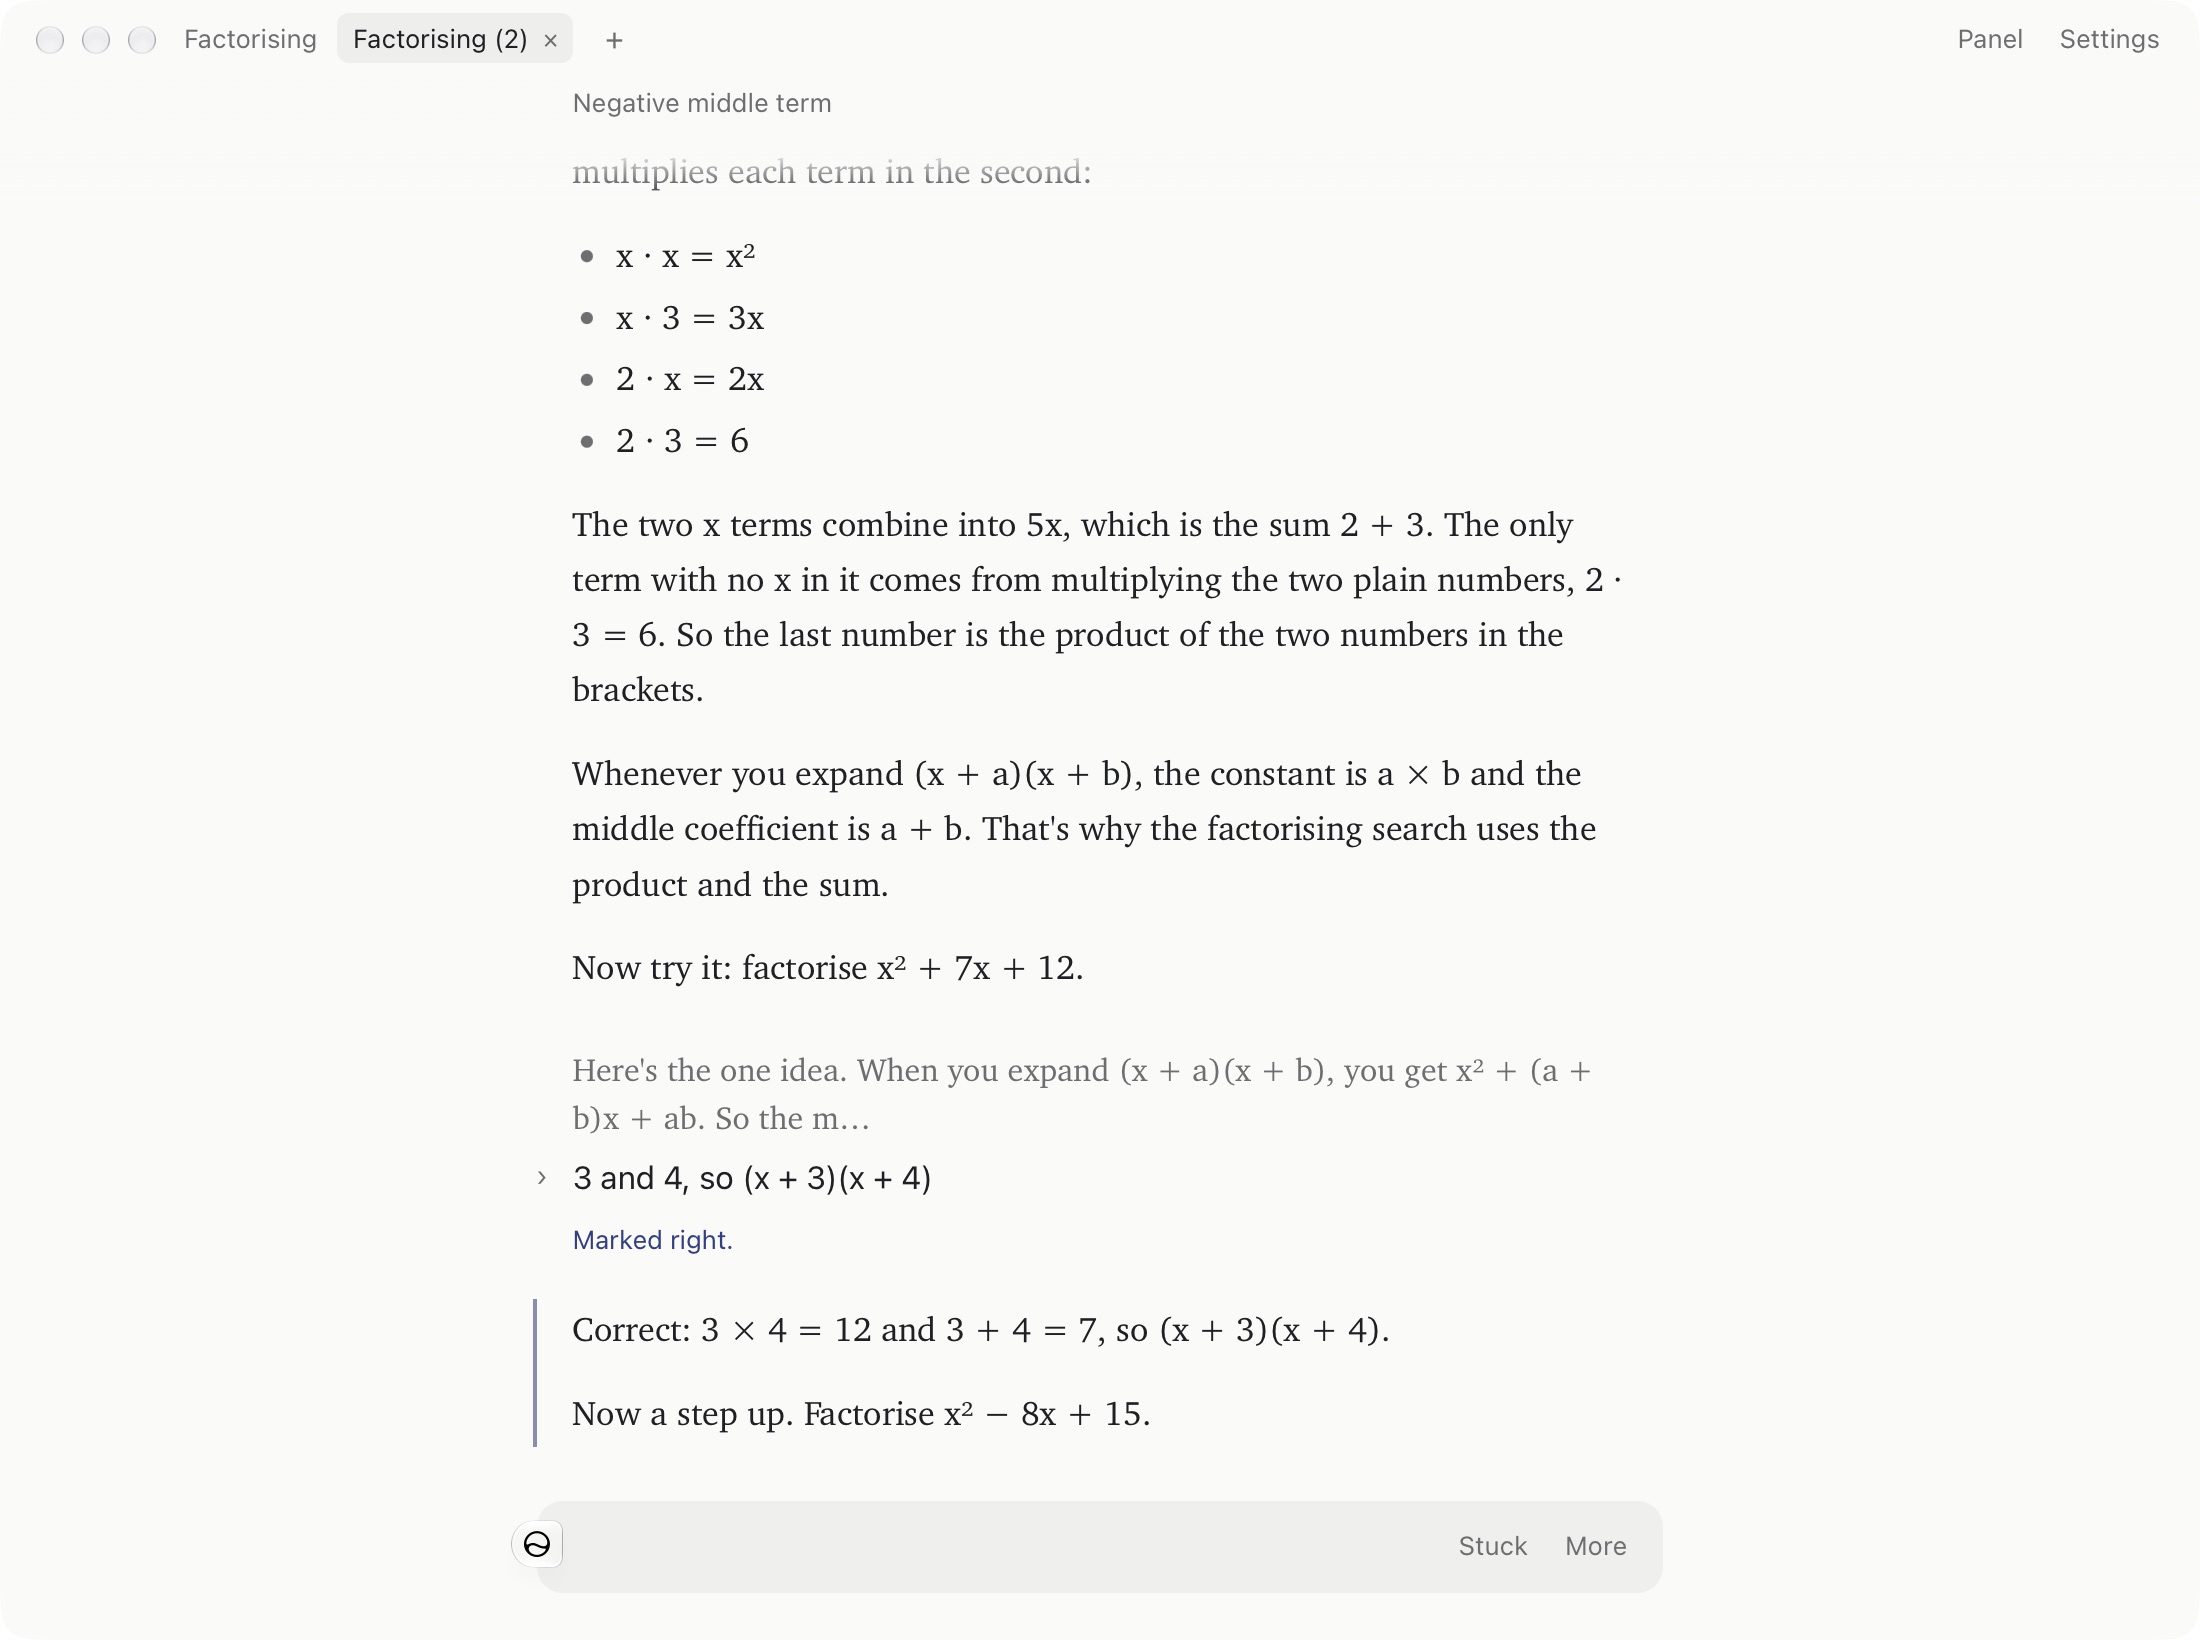 Factorising
Factorising (2) ×
+
Panel
Settings
Negative middle term
multiplies each term in the second:
• x · x = x²
• x · 3 = 3x
• 2 · x = 2x
• 2 · 3 = 6
The two x terms combine into 5x, which is the sum 2 + 3. The only
term with no x in it comes from multiplying the two plain numbers, 2 ·
3 = 6. So the last number is the product of the two numbers in the
brackets.
Whenever you expand (x + a)(x + b), the constant is a × b and the
middle coefficient is a + b. That's why the factorising search uses the
product and the sum.
Now try it: factorise x² + 7x + 12.
Here's the one idea. When you expand (x + a)(x + b), you get x² + (a +
b)x + ab. So the m…
› 3 and 4, so (x + 3)(x + 4)
Marked right.
Correct: 3 × 4 = 12 and 3 + 4 = 7, so (x + 3)(x + 4).
Now a step up. Factorise x² − 8x + 15.
Stuck
More